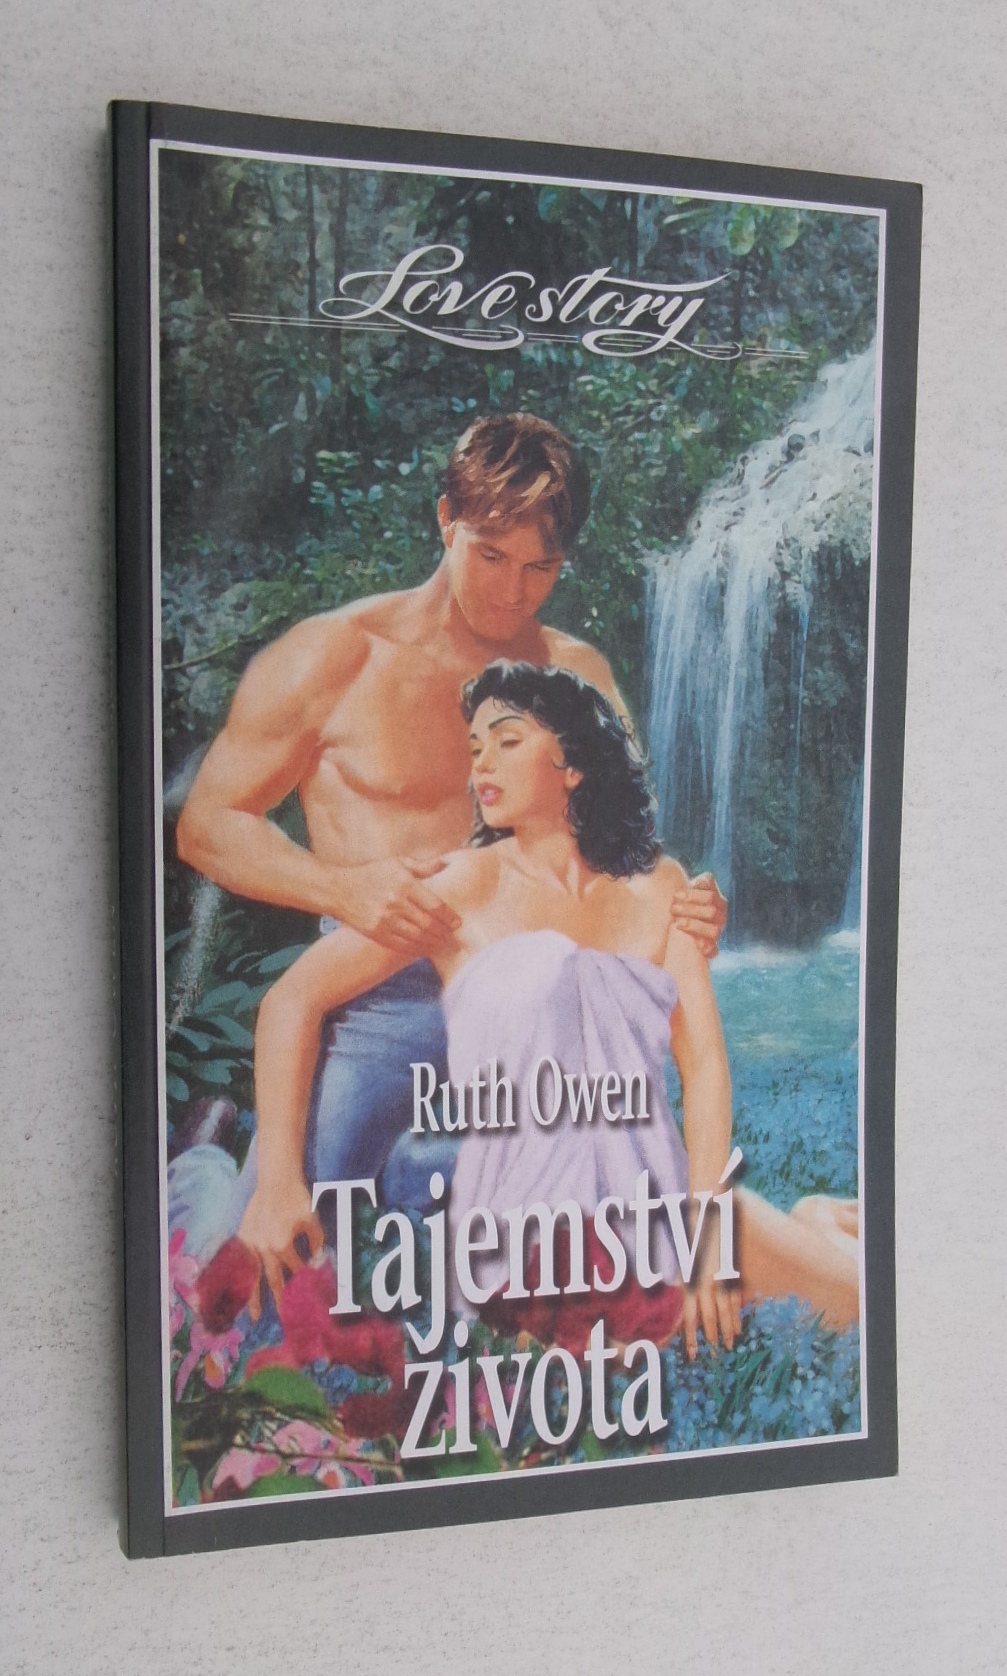 Love story
Ruth Owen
Tajemství
života